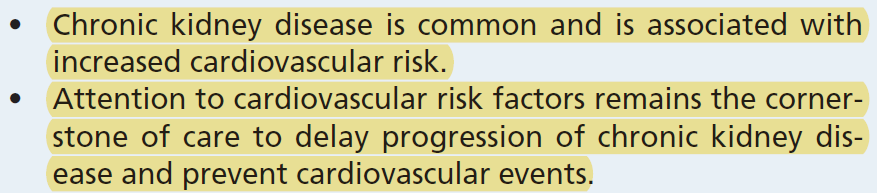 • Chronic kidney disease is common and is associated with
increased cardiovascular risk.
• Attention to cardiovascular risk factors remains the corner-
stone of care to delay progression of chronic kidney dis-
ease and prevent cardiovascular events.